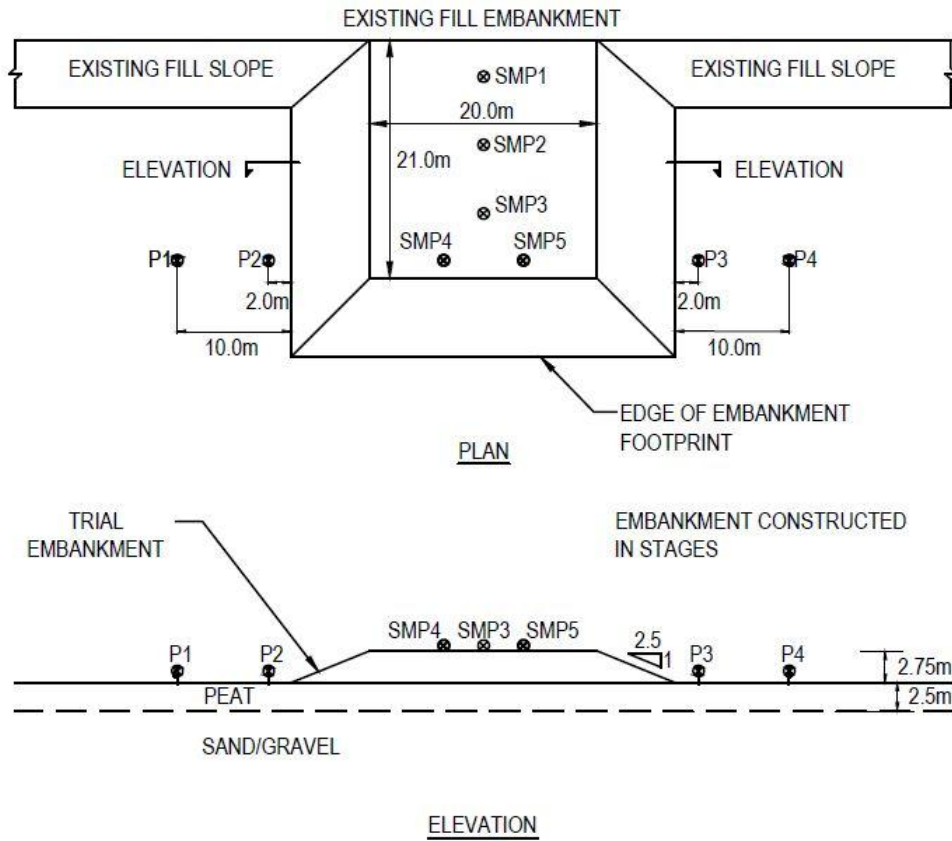 EXISTING FILL EMBANKMENT
EXISTING FILL SLOPE
EXISTING FILL SLOPE
SMP1
20.0m
SMP2
ELEVATION
21.0m
ELEVATION
SMP3
SMP4
SMP5
P1
P2
P3
P4
2.0m
2.0m
10.0m
10.0m
EDGE OF EMBANKMENT
FOOTPRINT
PLAN
TRIAL
EMBANKMENT
EMBANKMENT CONSTRUCTED
IN STAGES
SMP4
SMP3
SMP5
2.5
1
P1
P2
P3
P4
2.75m
PEAT
2.5m
SAND/GRAVEL
ELEVATION